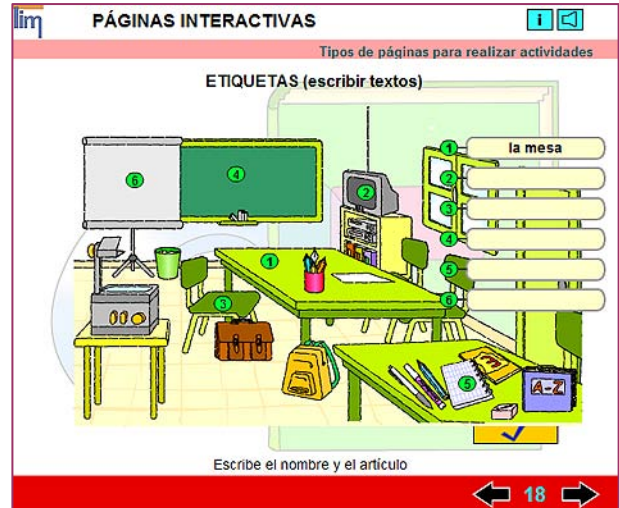 lim
PÁGINAS INTERACTIVAS
i
Tipos de páginas para realizar actividades
ETIQUETAS (escribir textos)
1 la mesa
2
3
4
5
6
6
4
2
1
3
5
A-Z
Escribe el nombre y el artículo
18